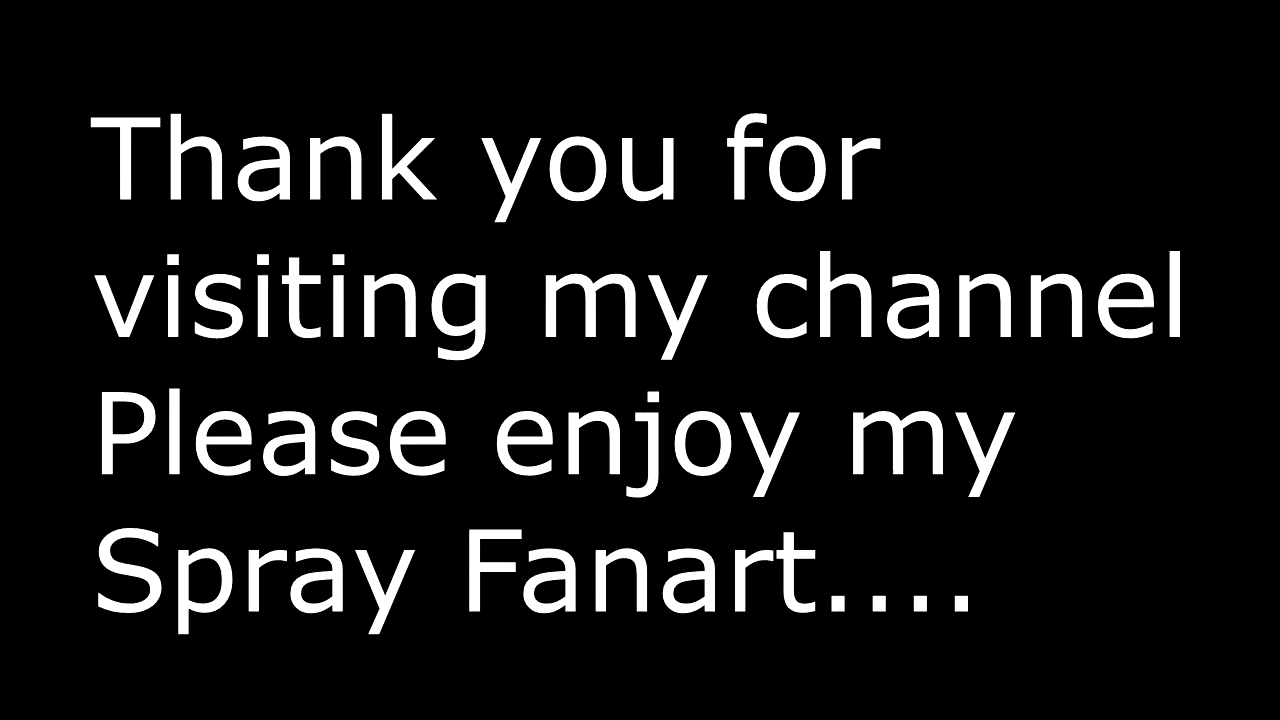 Thank you for
visiting my channel
Please enjoy my
Spray Fanart....